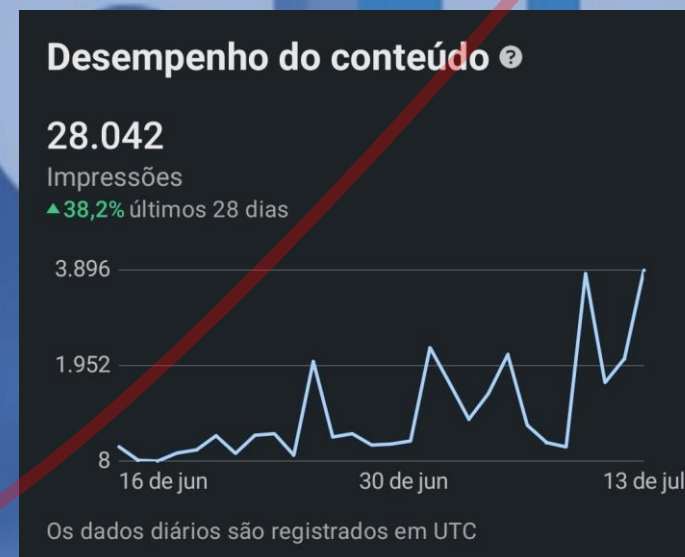 Desempenho do conteúdo ?
28.042
Impressões
▲38,2% últimos 28 dias
3.896
1.952
8
16 de jun 30 de jun 13 de jul
Os dados diários são registrados em UTC